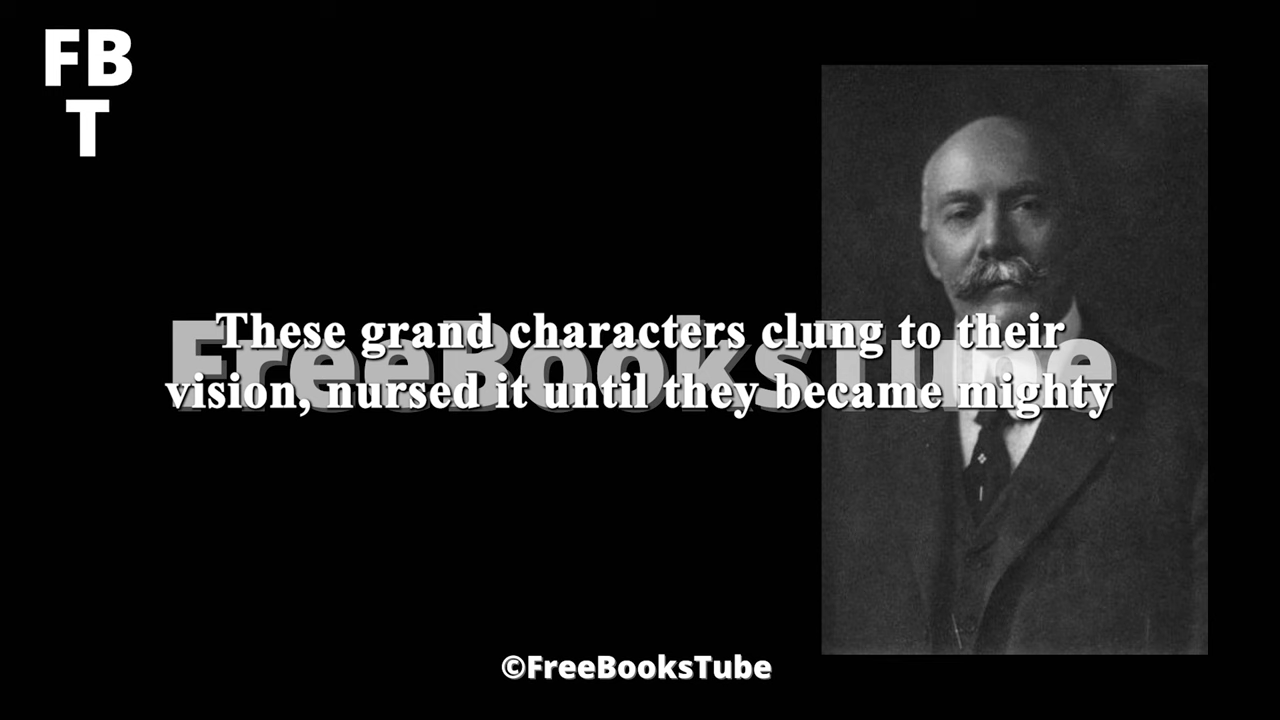 FB
T
These grand characters clung to their
vision, nursed it until they became mighty
FreeBooksTube
©FreeBooksTube